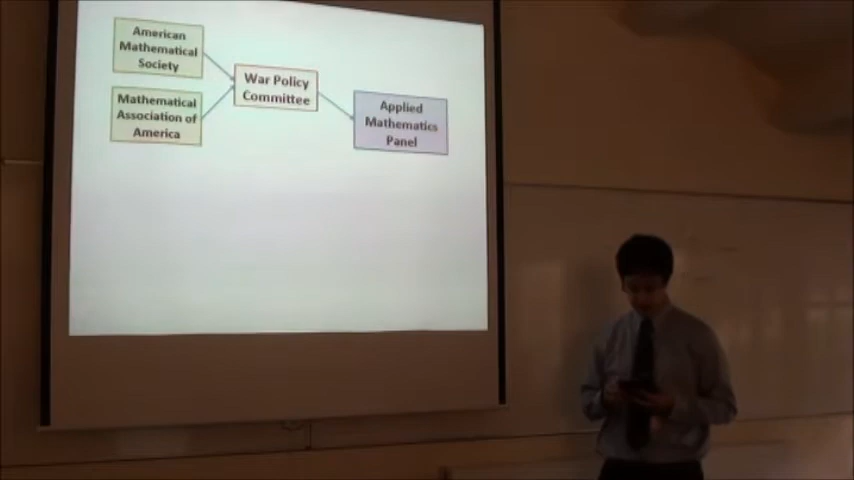 American
Mathematical
Society
Mathematical
Association of
America
War Policy
Committee
Applied
Mathematics
Panel